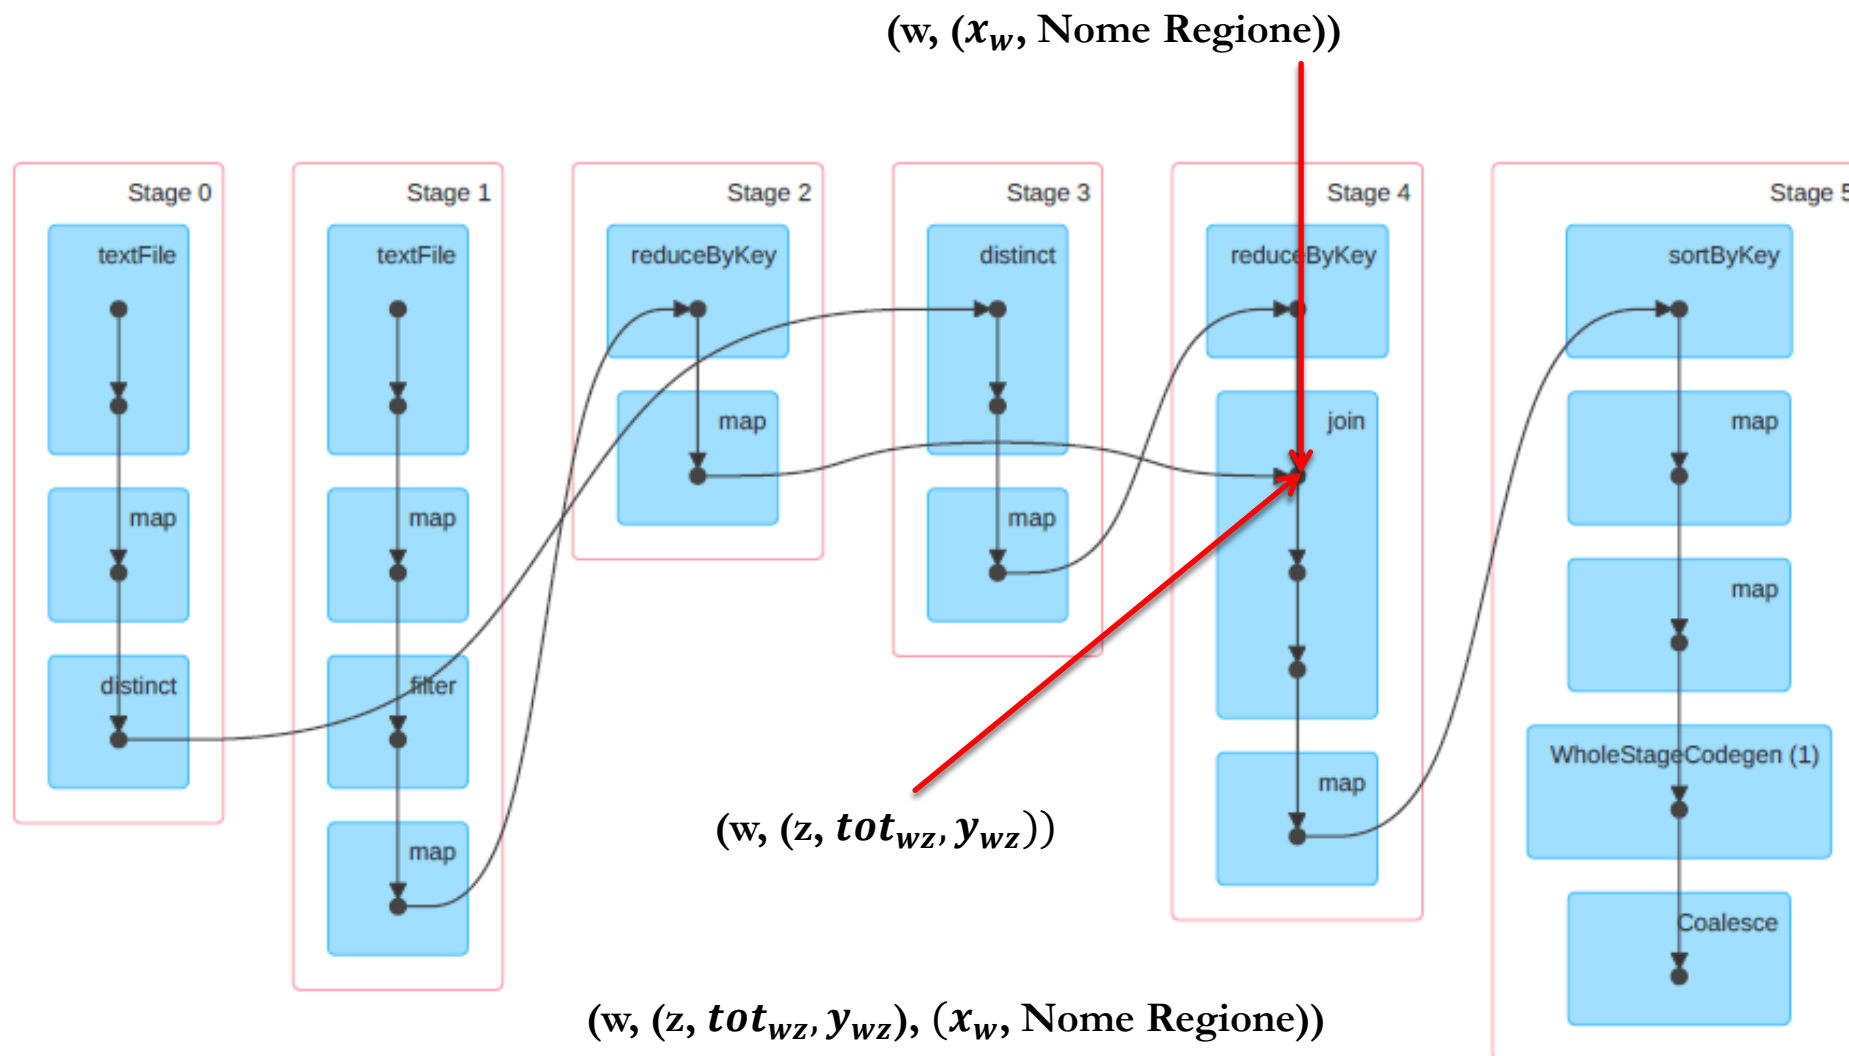 (w, (x_w, Nome Regione))
Stage 0
textFile
map
distinct
Stage 1
textFile
map
filter
map
Stage 2
reduceByKey
map
Stage 3
distinct
map
Stage 4
reduceByKey
join
map
Stage 5
sortByKey
map
map
WholeStageCodegen (1)
Coalesce
(w, (z, tot_wz, y_wz))
(w, (z, tot_wz, y_wz), (x_w, Nome Regione))